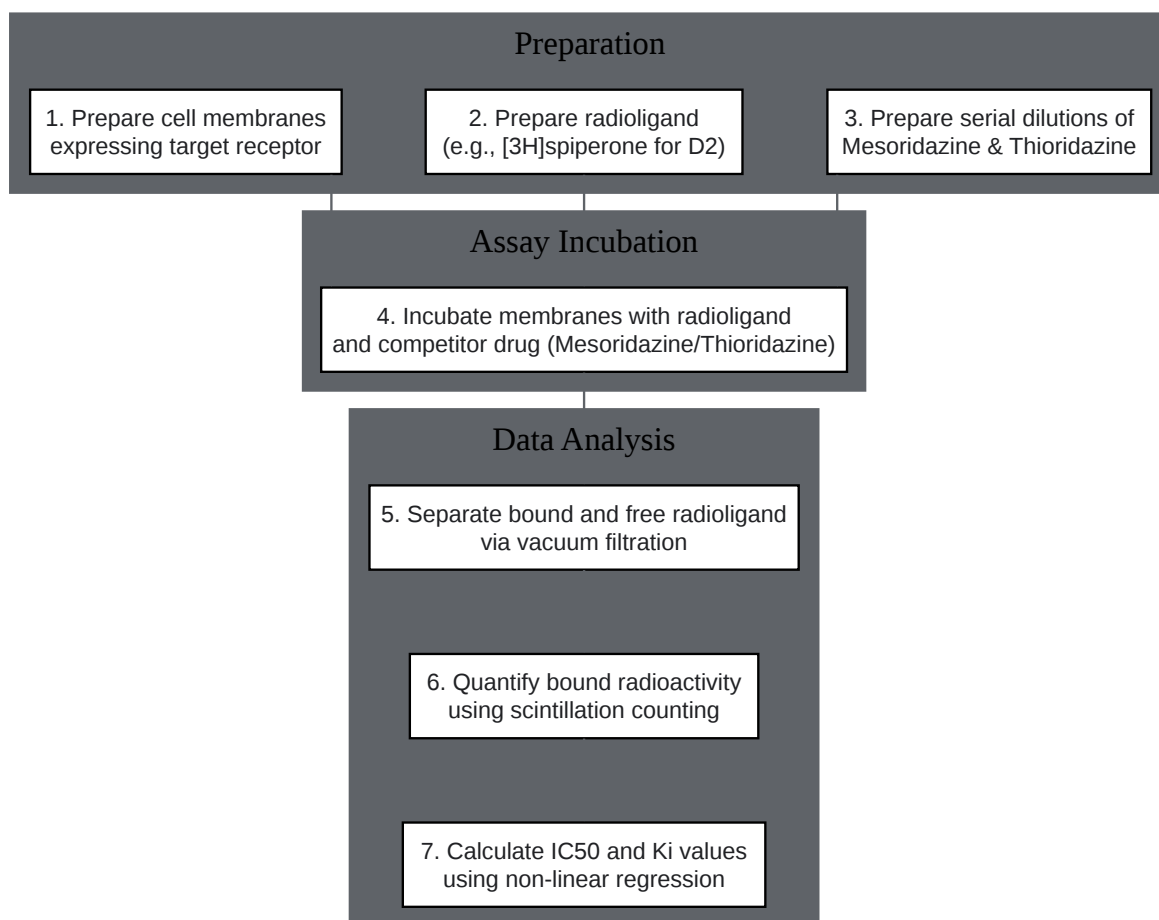 Preparation
1. Prepare cell membranes
expressing target receptor
2. Prepare radioligand
(e.g., [3H]spiperone for D2)
3. Prepare serial dilutions of
Mesoridazine & Thioridazine
Assay Incubation
4. Incubate membranes with radioligand
and competitor drug (Mesoridazine/Thioridazine)
Data Analysis
5. Separate bound and free radioligand
via vacuum filtration
6. Quantify bound radioactivity
using scintillation counting
7. Calculate IC50 and Ki values
using non-linear regression